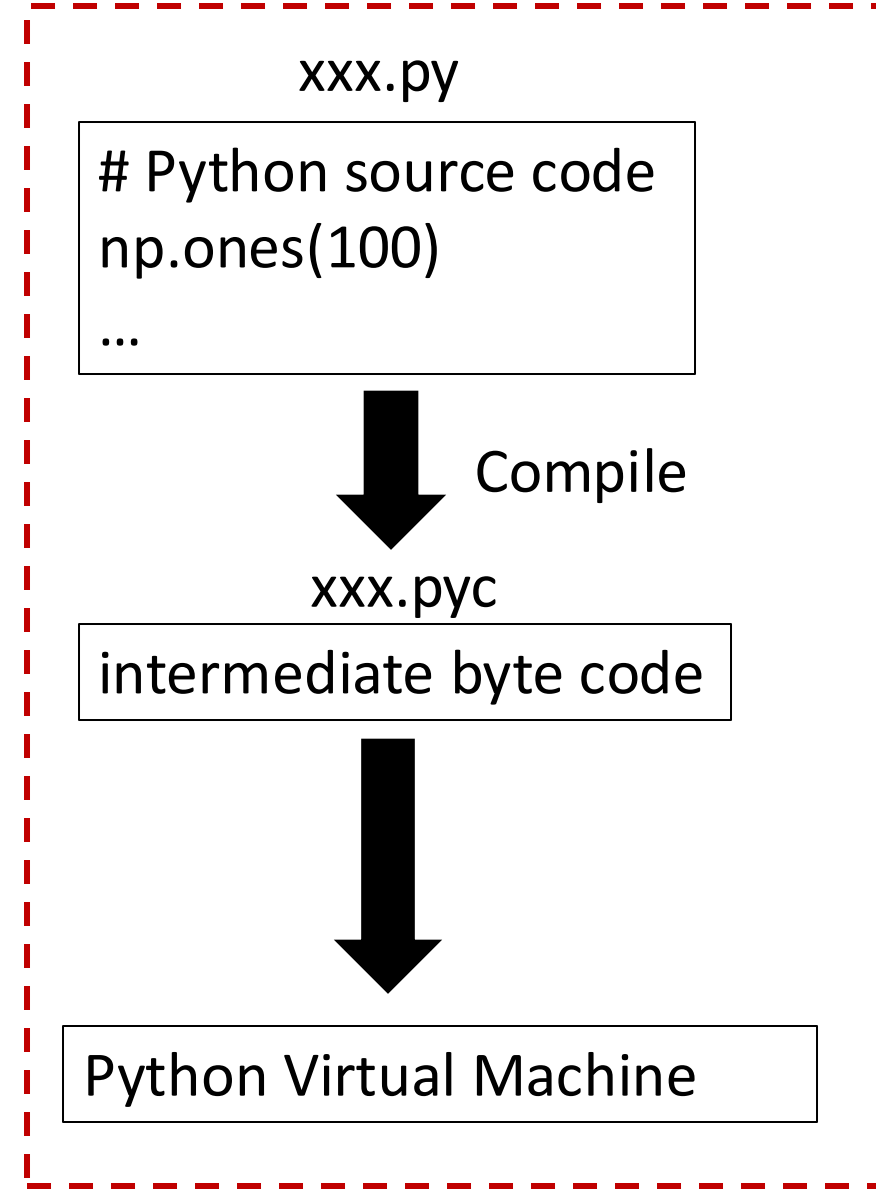 xxx.py
# Python source code
np.ones(100)
...
Compile
xxx.pyc
intermediate byte code
Python Virtual Machine